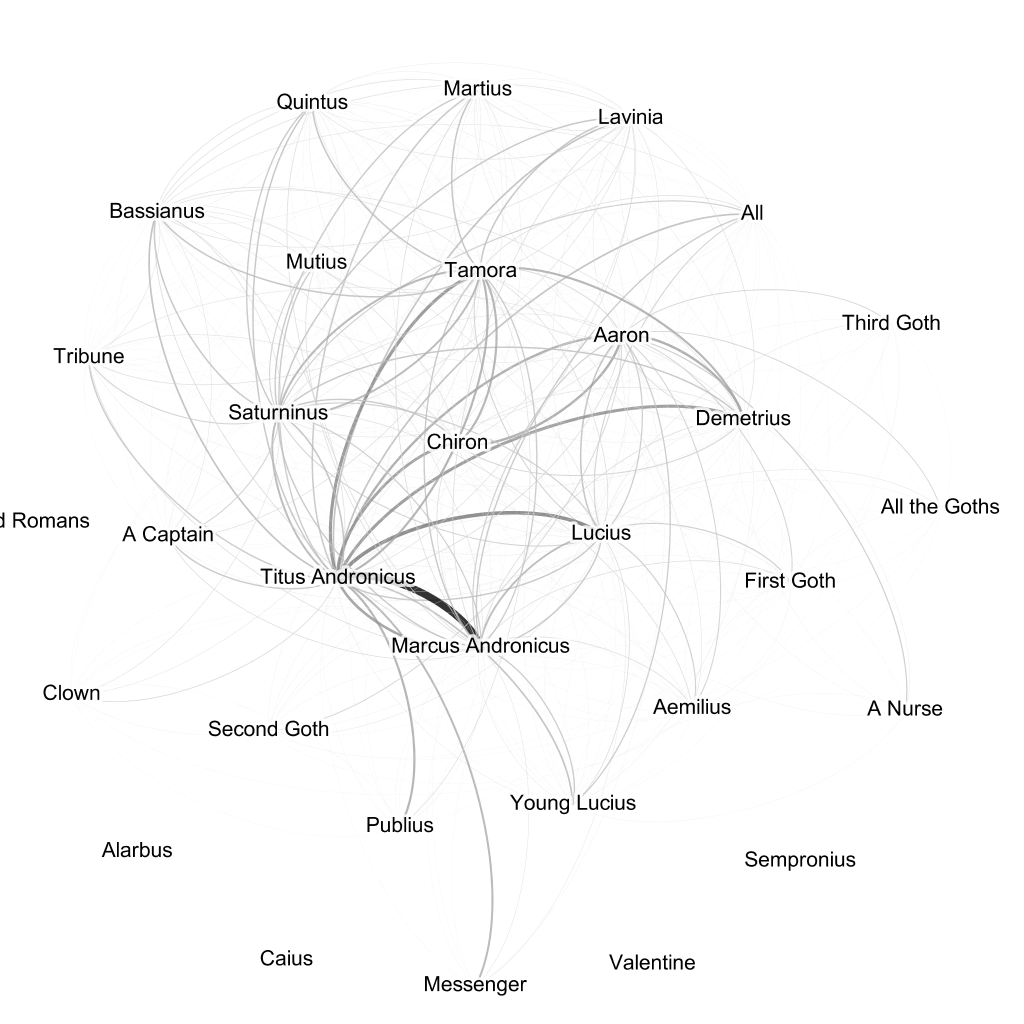 Martius
Quintus
Lavinia
Bassianus
All
Mutius
Tamora
Third Goth
Aaron
Tribune
Saturninus
Demetrius
Chiron
All the Goths
d Romans
A Captain
Lucius
Titus Andronicus
First Goth
Marcus Andronicus
Clown
Aemilius
A Nurse
Second Goth
Young Lucius
Publius
Alarbus
Sempronius
Caius
Valentine
Messenger